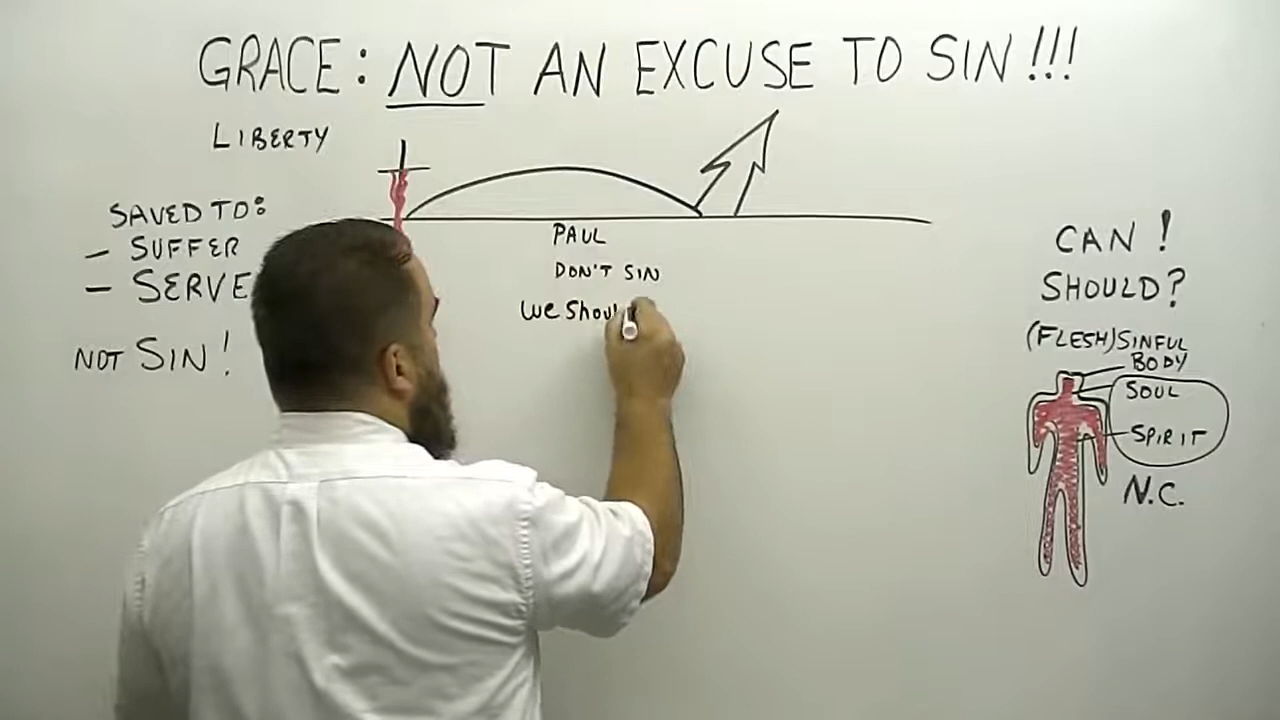 GRACE: NOT AN EXCUSE TO SIN!!!
LIBERTY
SAVED TO:
- SUFFER
- SERVE
NOT SIN!
PAUL
DON'T SIN
We Shou
CAN!
SHOULD?
(FLESH) SINFUL
BODY
SOUL
SPIRIT
N.C.